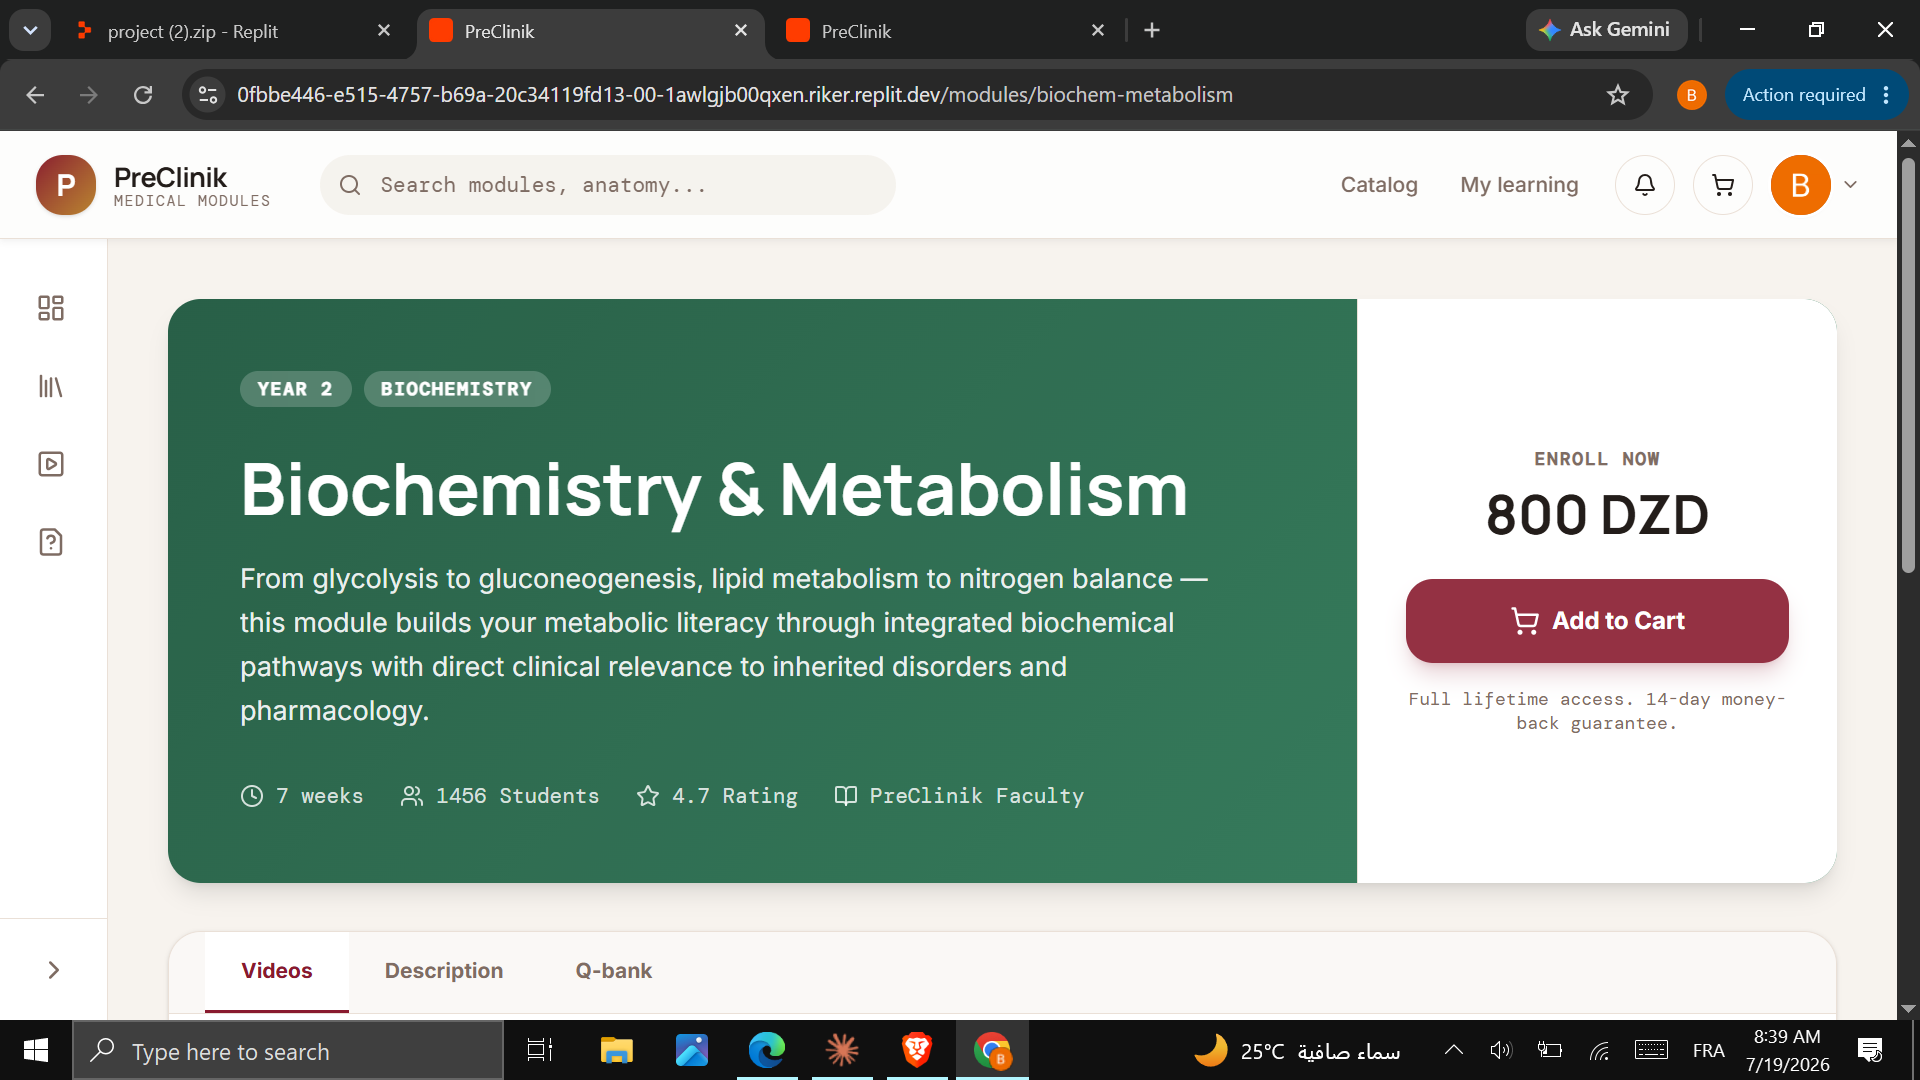 project (2).zip - Replit
PreClinik
PreClinik
Ask Gemini
0fbbe446-e515-4757-b69a-20c34119fd13-00-1awlgjb00qxen.riker.replit.dev/modules/biochem-metabolism
B
Action required
P
PreClinik
MEDICAL MODULES
Search modules, anatomy...
Catalog
My learning
B
YEAR 2
BIOCHEMISTRY
Biochemistry & Metabolism
From glycolysis to gluconeogenesis, lipid metabolism to nitrogen balance —
this module builds your metabolic literacy through integrated biochemical
pathways with direct clinical relevance to inherited disorders and
pharmacology.
7 weeks
1456 Students
4.7 Rating
PreClinik Faculty
ENROLL NOW
800 DZD
Add to Cart
Full lifetime access. 14-day money-
back guarantee.
Videos
Description
Q-bank
Type here to search
B
25°C
سماء صافية
FRA
8:39 AM
7/19/2026